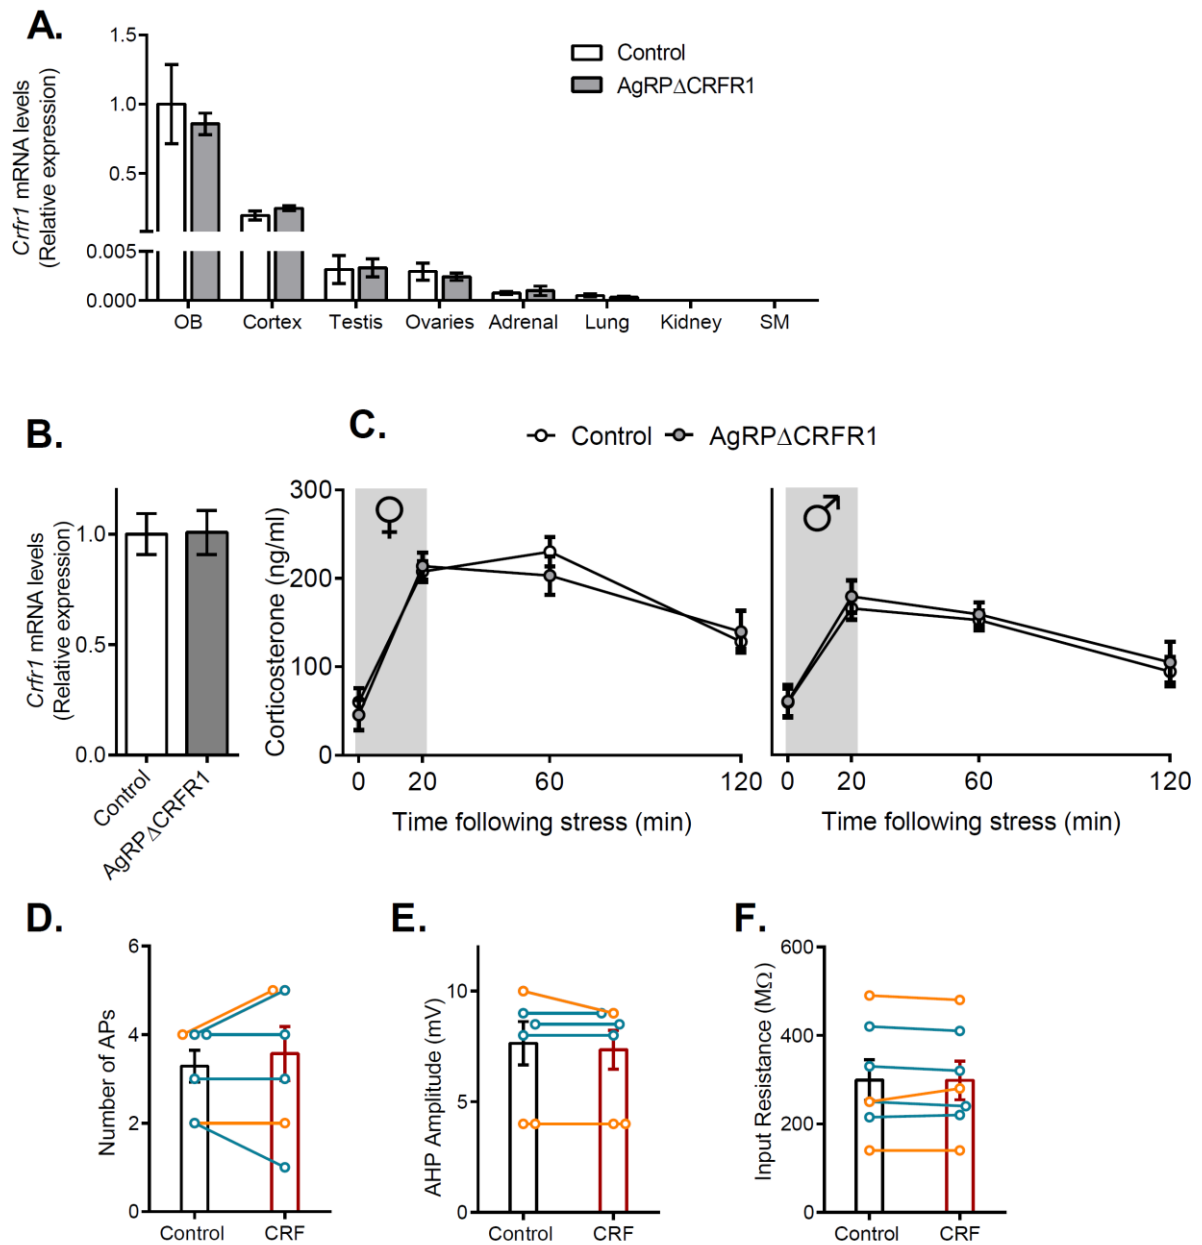 A.
1.5
1.0
0.5
0.005
0.000
Crfr1 mRNA levels
(Relative expression)
Control
AgRPΔCRFR1
OB Cortex Testis Ovaries Adrenal Lung Kidney SM
B.
1.0
0.5
0.0
Crfr1 mRNA levels
(Relative expression)
Control
AgRPΔCRFR1
C.
Control AgRPΔCRFR1
300
200
100
0
Corticosterone (ng/ml)
♀
♂
0 20 60 120
0 20 60 120
Time following stress (min)
Time following stress (min)
D.
6
4
2
0
Number of APs
Control CRF
E.
10
5
0
AHP Amplitude (mV)
Control CRF
F.
600
400
200
0
Input Resistance (MΩ)
Control CRF